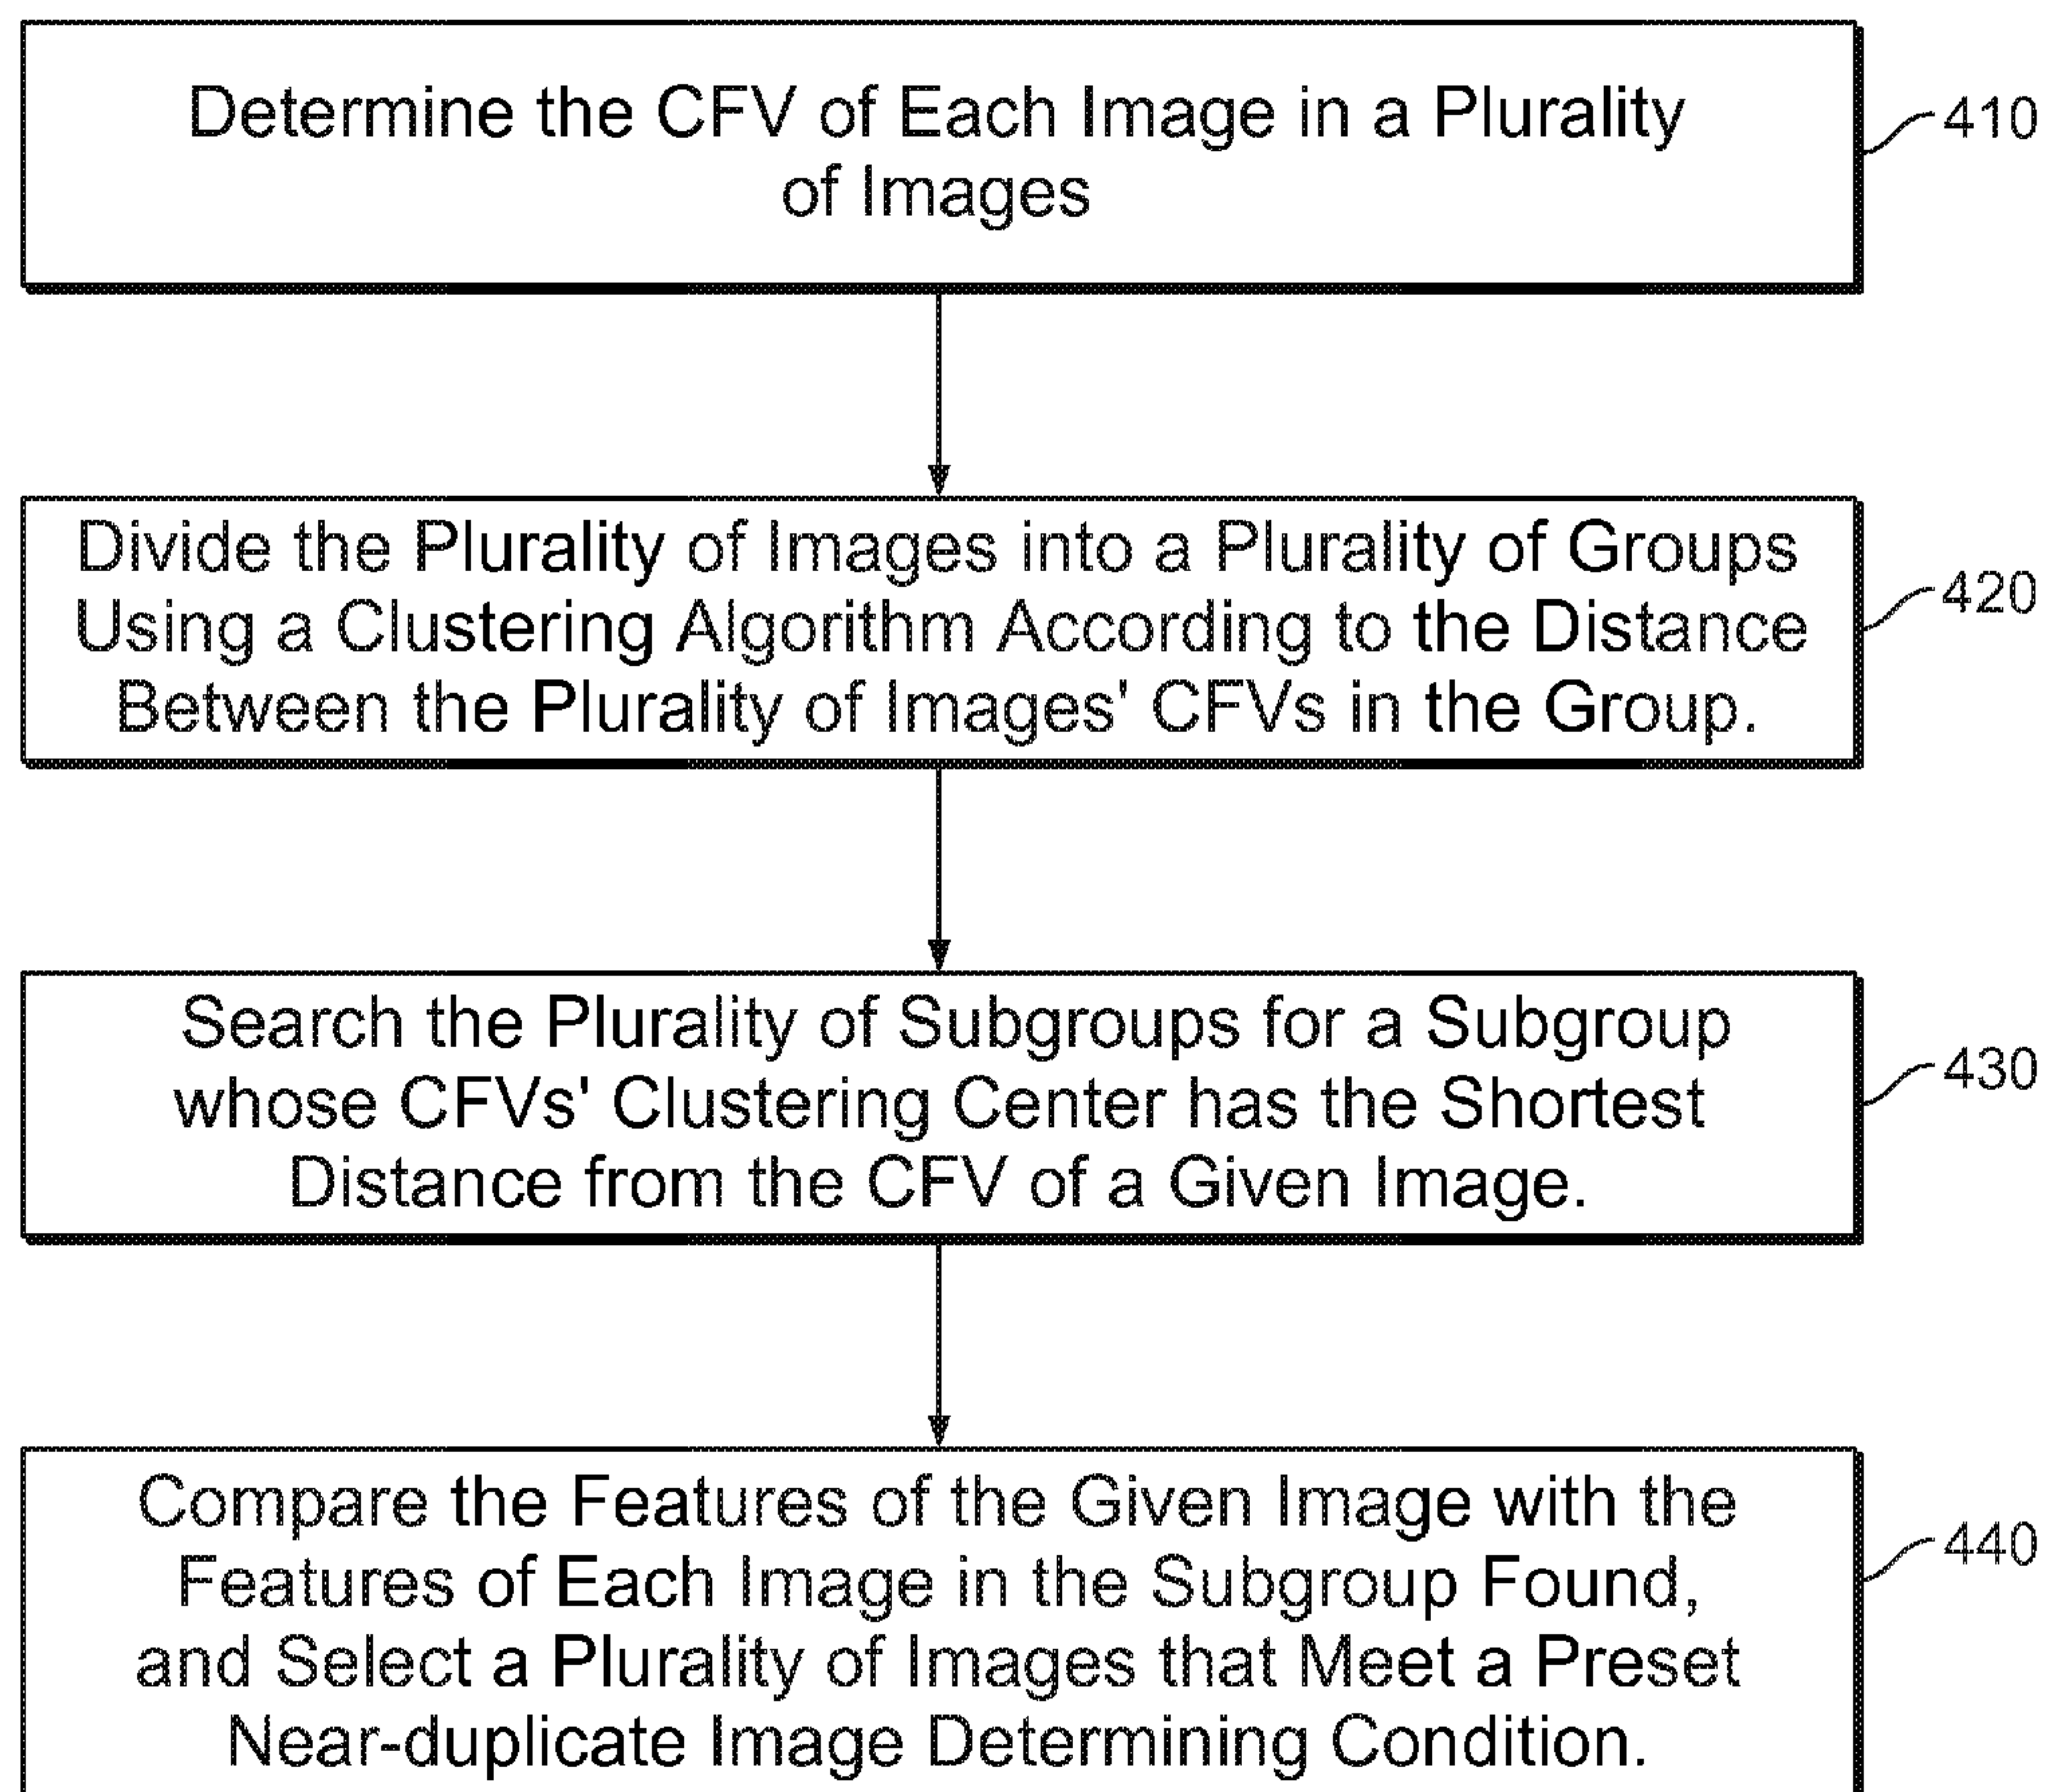 Determine the CFV of Each Image in a Plurality
of Images
410
Divide the Plurality of Images into a Plurality of Groups
Using a Clustering Algorithm According to the Distance
Between the Plurality of Images' CFVs in the Group.
420
Search the Plurality of Subgroups for a Subgroup
whose CFVs' Clustering Center has the Shortest
Distance from the CFV of a Given Image.
430
Compare the Features of the Given Image with the
Features of Each Image in the Subgroup Found,
and Select a Plurality of Images that Meet a Preset
Near-duplicate Image Determining Condition.
440